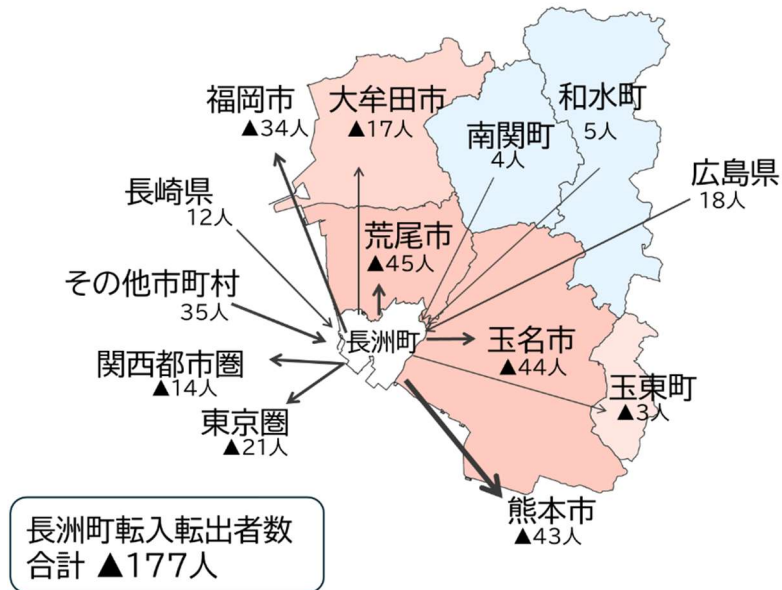 福岡市
▲34人
大牟田市
▲17人
和水町
5人
南関町
4人
広島県
18人
長崎県
12人
荒尾市
▲45人
その他市町村
35人
長洲町
玉名市
▲44人
関西都市圏
▲14人
玉東町
▲3人
東京圏
▲21人
熊本市
▲43人
長洲町転入転出者数
合計 ▲177人